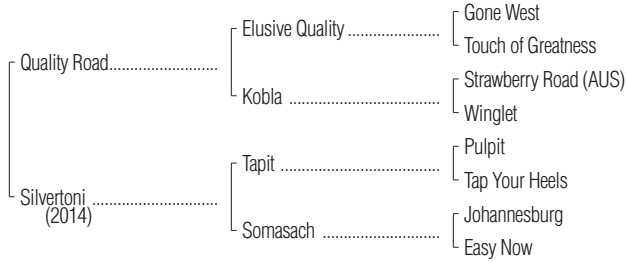 Gone West
Elusive Quality
Touch of Greatness
Quality Road
Strawberry Road (AUS)
Kobla
Winglet
Pulpit
Tapit
Tap Your Heels
Silvertoni
(2014)
Johannesburg
Somasach
Easy Now